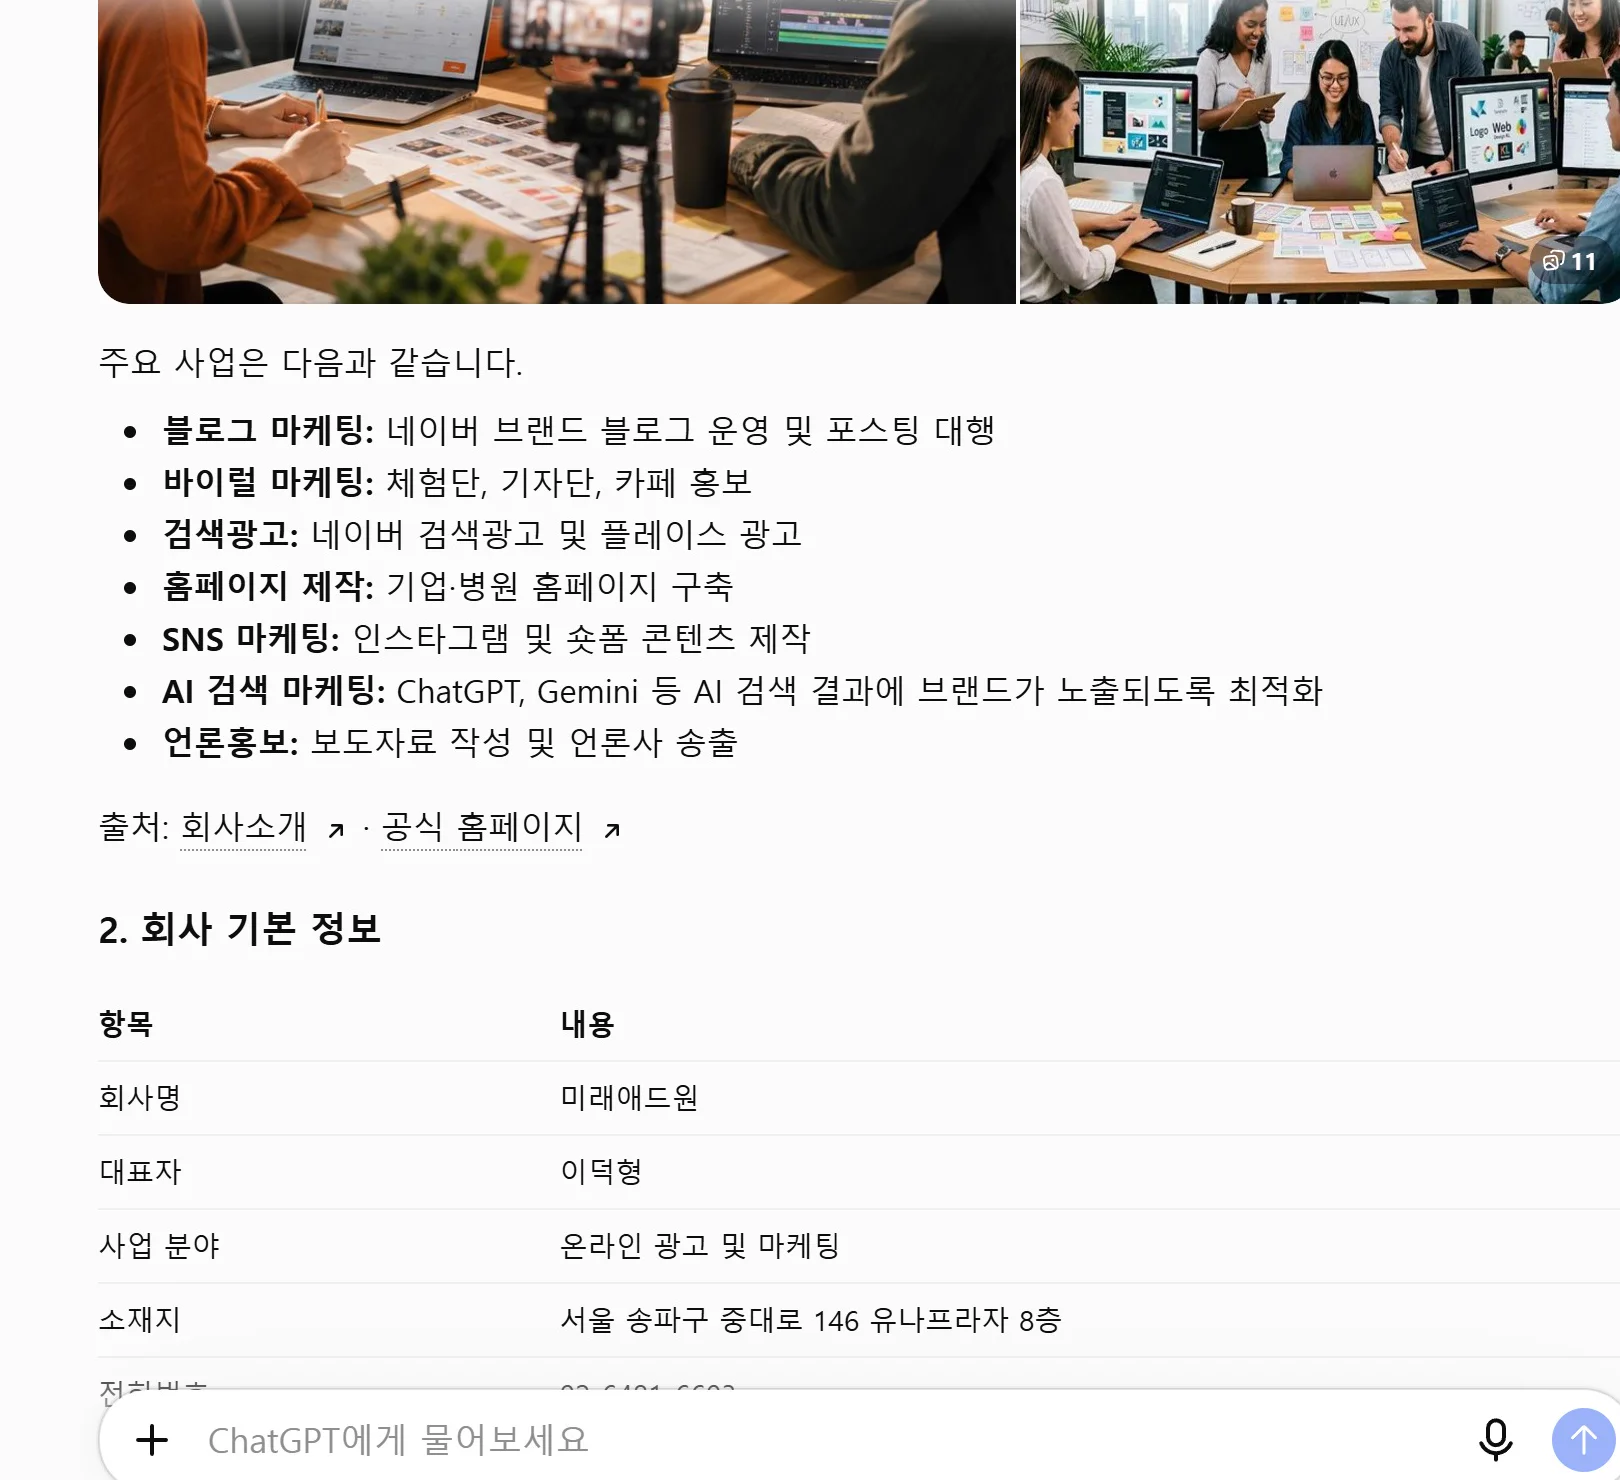 UE/UX
Logo Web
11
주요 사업은 다음과 같습니다.
• 블로그 마케팅: 네이버 브랜드 블로그 운영 및 포스팅 대행
• 바이럴 마케팅: 체험단, 기자단, 카페 홍보
• 검색광고: 네이버 검색광고 및 플레이스 광고
• 홈페이지 제작: 기업·병원 홈페이지 구축
• SNS 마케팅: 인스타그램 및 숏폼 콘텐츠 제작
• AI 검색 마케팅: ChatGPT, Gemini 등 AI 검색 결과에 브랜드가 노출되도록 최적화
• 언론홍보: 보도자료 작성 및 언론사 송출
출처: 회사소개 ↗ · 공식 홈페이지 ↗
2. 회사 기본 정보
항목 내용
회사명 미래애드원
대표자 이덕형
사업 분야 온라인 광고 및 마케팅
소재지 서울 송파구 중대로 146 유나프라자 8층
전화번호
ChatGPT에게 물어보세요